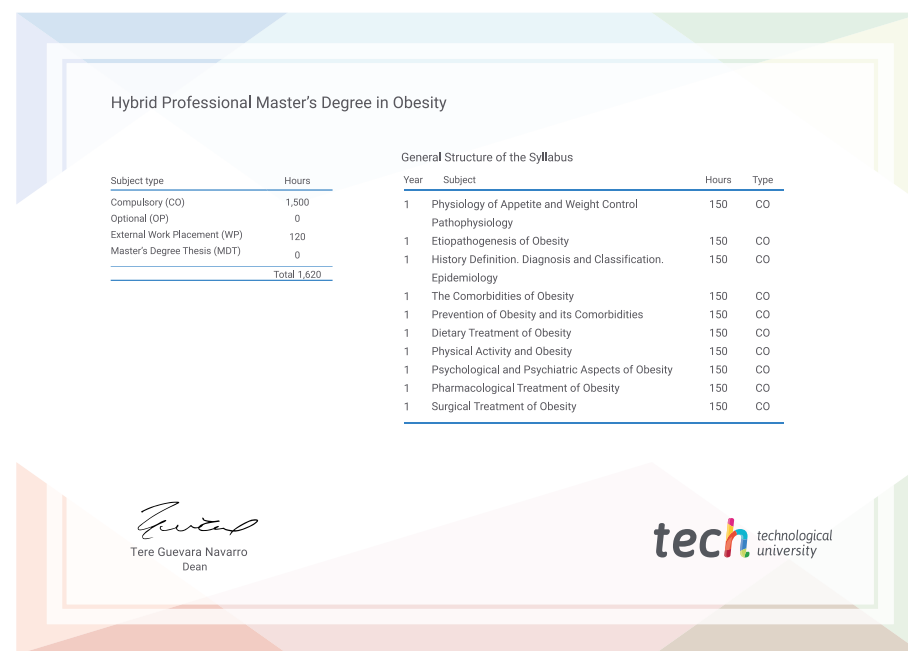 Hybrid Professional Master's Degree in Obesity
Subject type Hours
Compulsory (CO) 1,500
Optional (OP) 0
External Work Placement (WP) 120
Master's Degree Thesis (MDT) 0
Total 1,620
General Structure of the Syllabus
Year Subject Hours Type
1 Physiology of Appetite and Weight Control 150 CO
Pathophysiology
1 Etiopathogenesis of Obesity 150 CO
1 History Definition. Diagnosis and Classification. 150 CO
Epidemiology
1 The Comorbidities of Obesity 150 CO
1 Prevention of Obesity and its Comorbidities 150 CO
1 Dietary Treatment of Obesity 150 CO
1 Physical Activity and Obesity 150 CO
1 Psychological and Psychiatric Aspects of Obesity 150 CO
1 Pharmacological Treatment of Obesity 150 CO
1 Surgical Treatment of Obesity 150 CO
Tere Guevara Navarro
Dean
tech technological
university